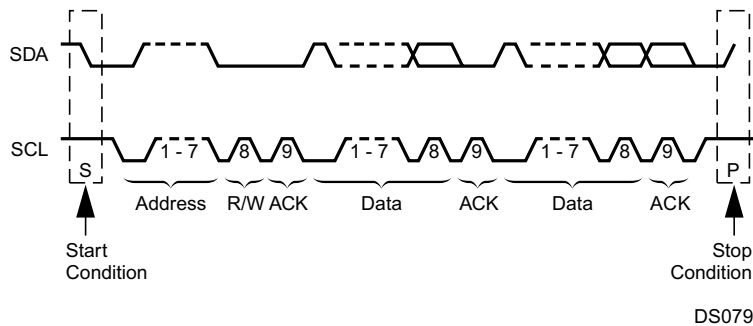 SDA
SCL
1 - 7 8 9 1 - 7 8 9 1 - 7 8 9
S P
Address R/W ACK Data ACK Data ACK
Start Condition
Stop Condition
DS079